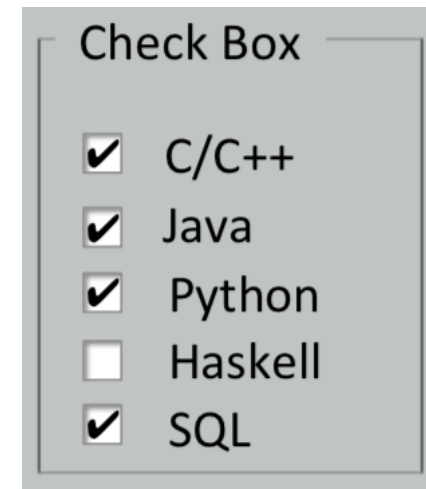 Check Box
C/C++
Java
Python
Haskell
SQL